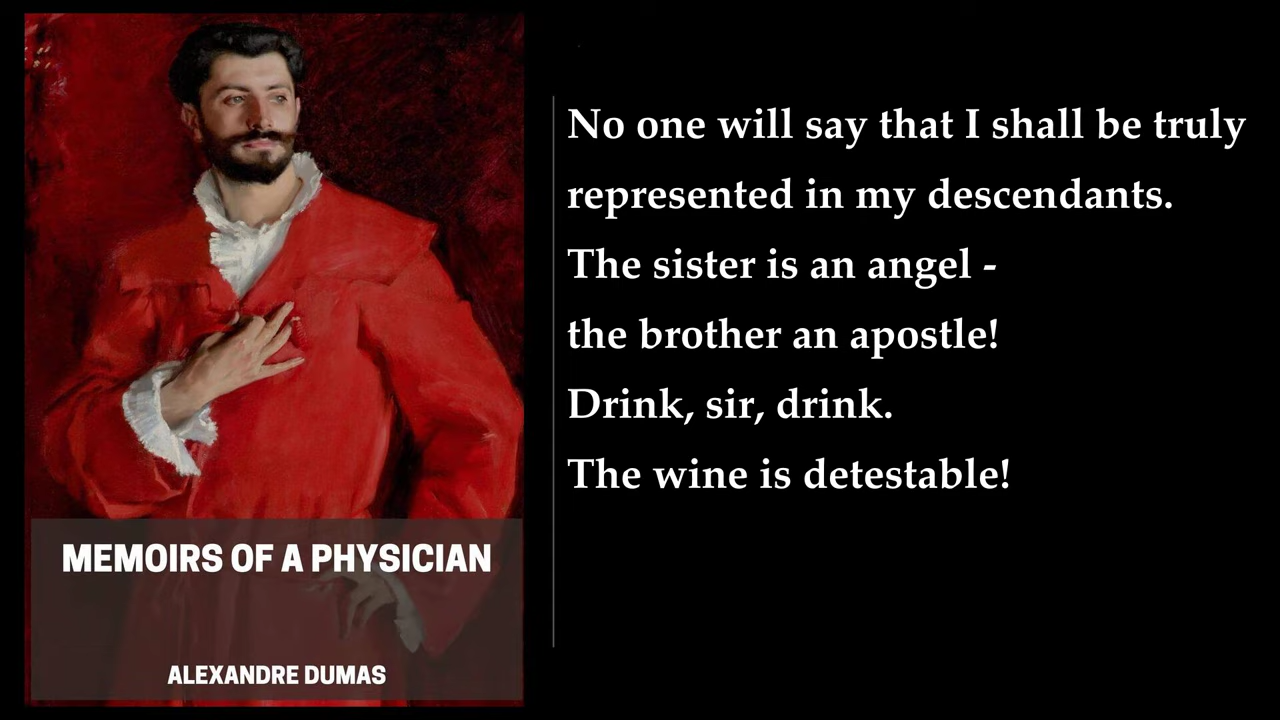 No one will say that I shall be truly
represented in my descendants.
The sister is an angel -
the brother an apostle!
Drink, sir, drink.
The wine is detestable!
MEMOIRS OF A PHYSICIAN
ALEXANDRE DUMAS